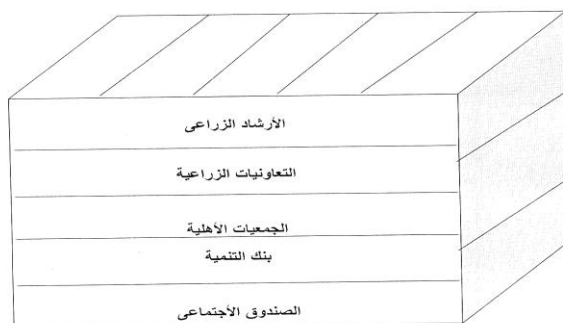 الأرشاد الزراعى
التعاونيات الزراعية
الجمعيات الأهلية
بنك التنمية
الصندوق الأجتماعى